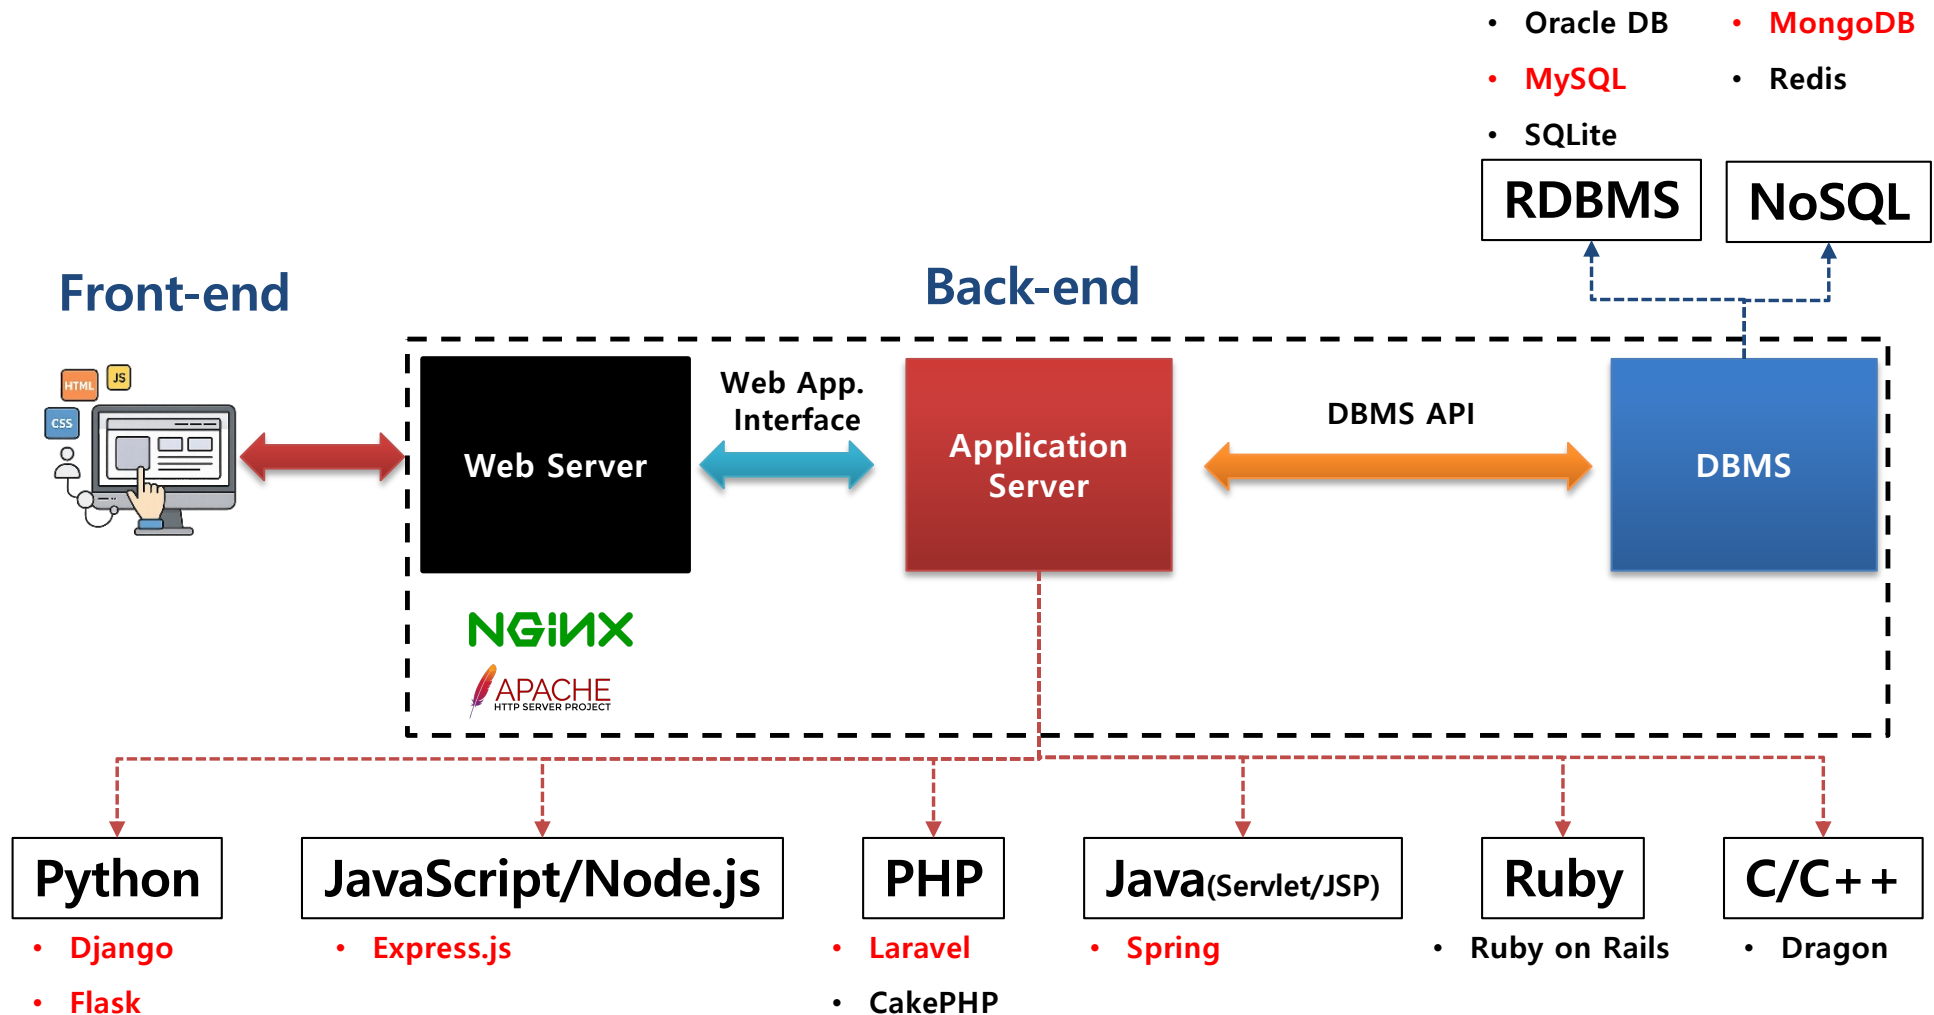 • Oracle DB
• MySQL
• SQLite
• MongoDB
• Redis
RDBMS
NoSQL
Front-end
Back-end
HTML
JS
CSS
Web Server
Web App.
Interface
Application
Server
DBMS API
DBMS
NGINX
APACHE
HTTP SERVER PROJECT
Python
• Django
• Flask
JavaScript/Node.js
• Express.js
PHP
• Laravel
• CakePHP
Java(Servlet/JSP)
• Spring
Ruby
• Ruby on Rails
C/C++
• Dragon